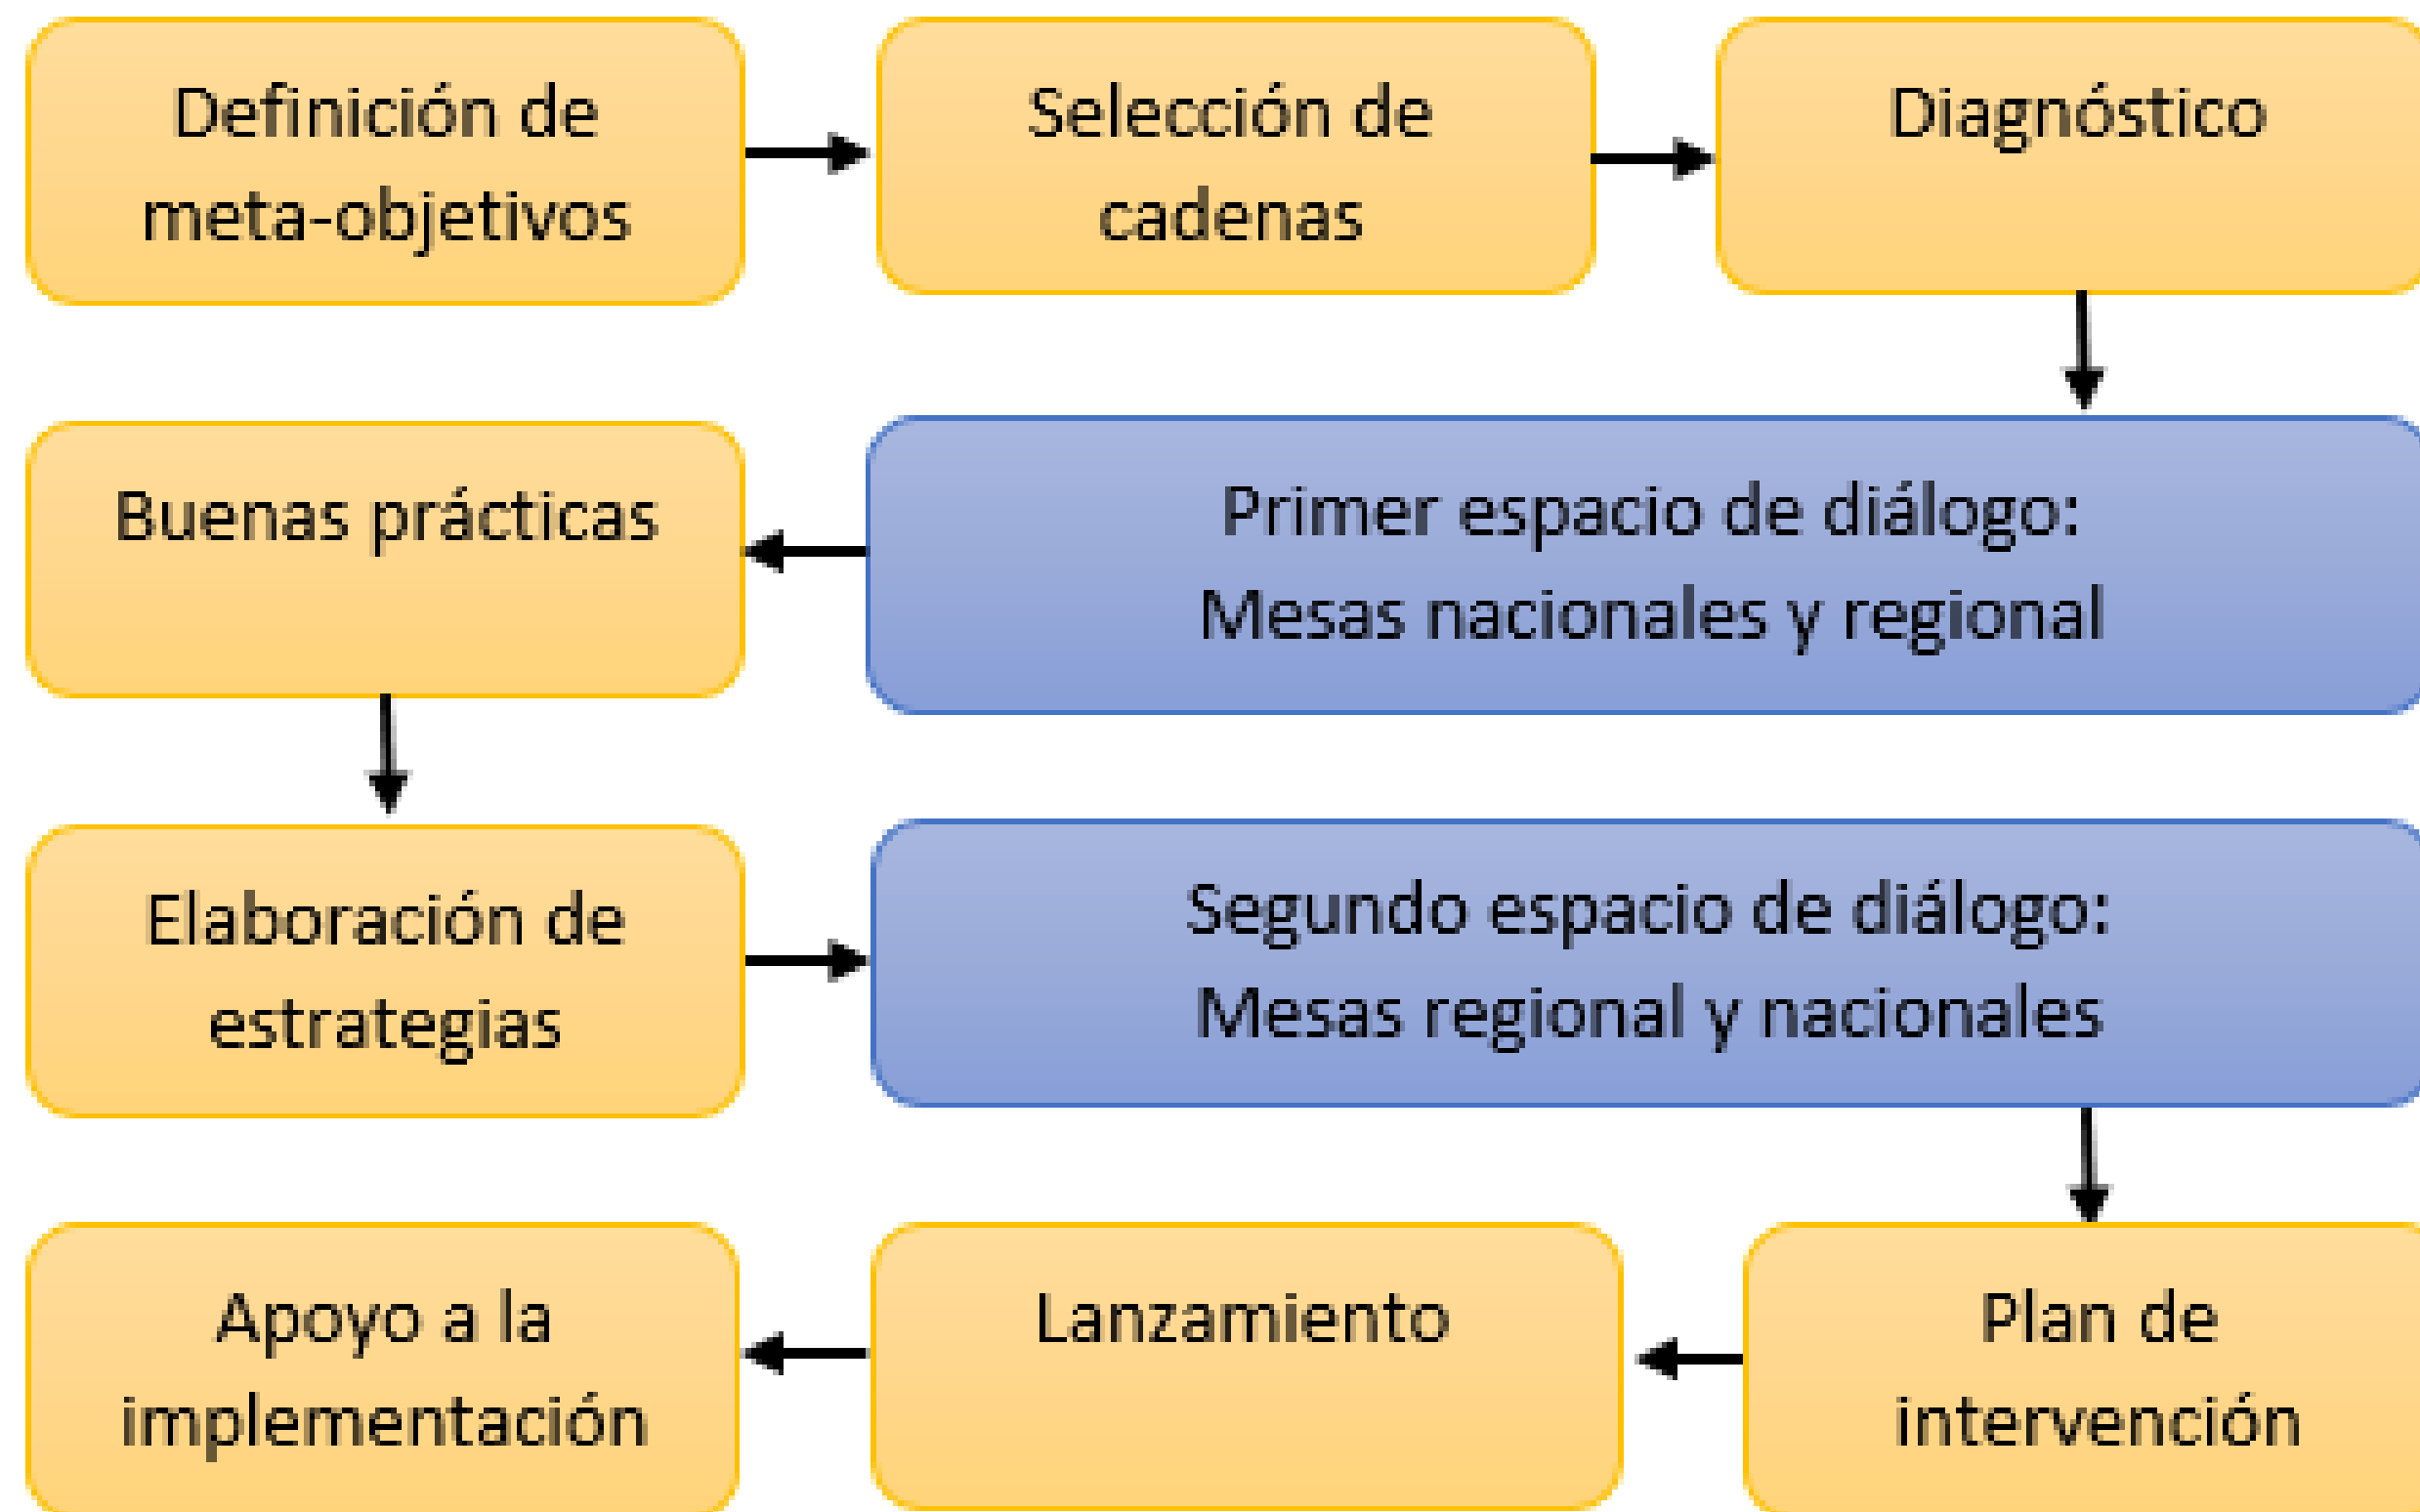 Definición de
meta-objetivos
Selección de
cadenas
Diagnóstico
Primer espacio de diálogo:
Mesas nacionales y regional
Buenas prácticas
Elaboración de
estrategias
Segundo espacio de diálogo:
Mesas regional y nacionales
Plan de
intervención
Lanzamiento
Apoyo a la
implementación